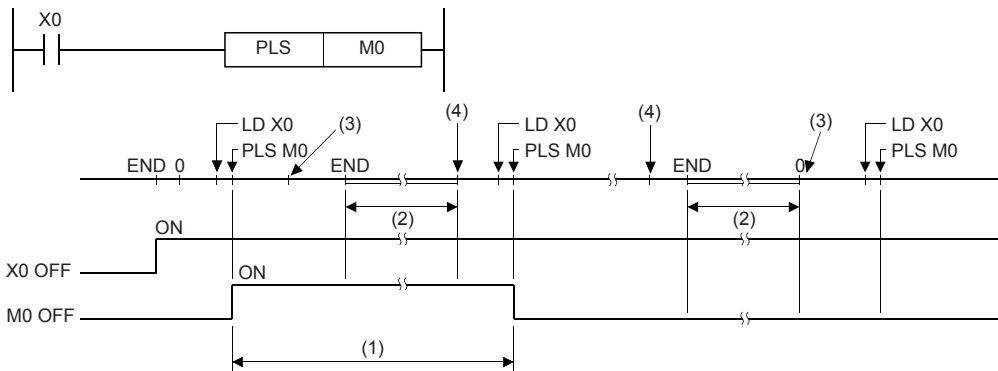 X0
PLS M0
LD X0 (3) (4) LD X0 (4) (3) LD X0
END 0 PLS M0 END PLS M0 END 0 PLS M0
(2) (2)
ON
X0 OFF
ON
M0 OFF
(1)